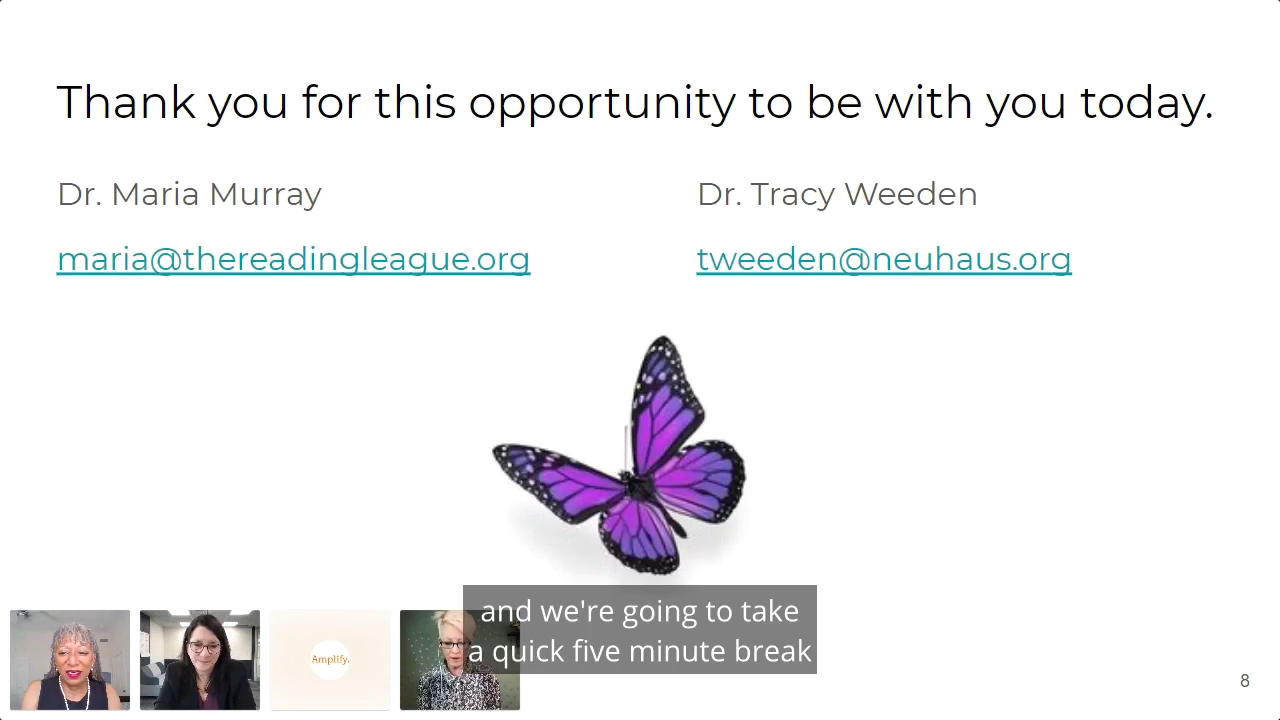 Thank you for this opportunity to be with you today.
Dr. Maria Murray
maria@thereadingleague.org
Dr. Tracy Weeden
tweeden@neuhaus.org
Amplify.
and we're going to take
a quick five minute break
8